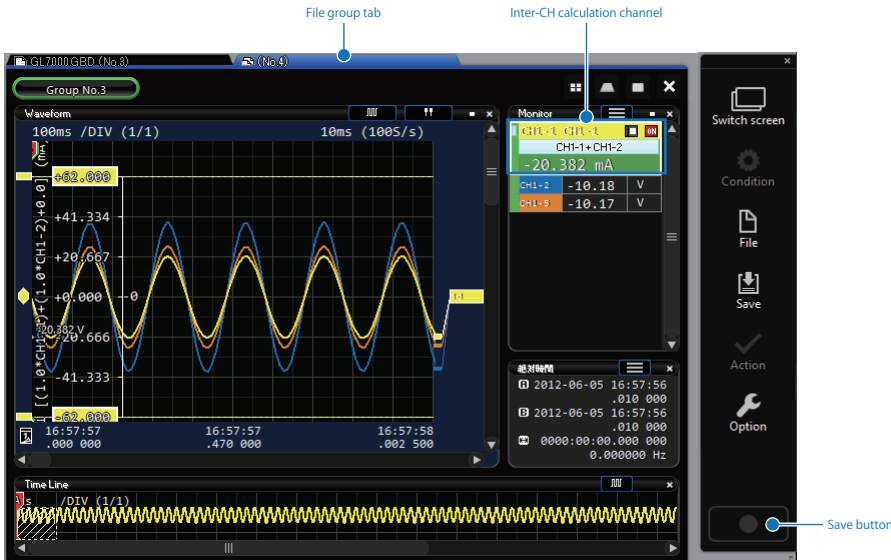 File group tab
Inter-CH calculation channel
GL7000GBD (No.3)
(No.4)
Group No.3
Switch screen
Condition
File
Save
Action
Option
Save button
Waveform
100ms /DIV (1/1)
10ms (100S/s)
+62.000
+41.334
+20.667
+0.000
0
-20.382,V
-20.666
-41.333
-62.000
1-1
16:57:57
.000 000
16:57:57
.470 000
16:57:58
.002 500
Monitor
CH1-1 CH1-1
ON
CH1-1+CH1-2
-20.382 mA
CH1-2 -10.18 V
CH1-3 -10.17 V
絶対時間
A 2012-06-05 16:57:56
.010 000
B 2012-06-05 16:57:56
.010 000
0000:00:00.000 000
0.000000 Hz
Time Line
s /DIV (1/1)